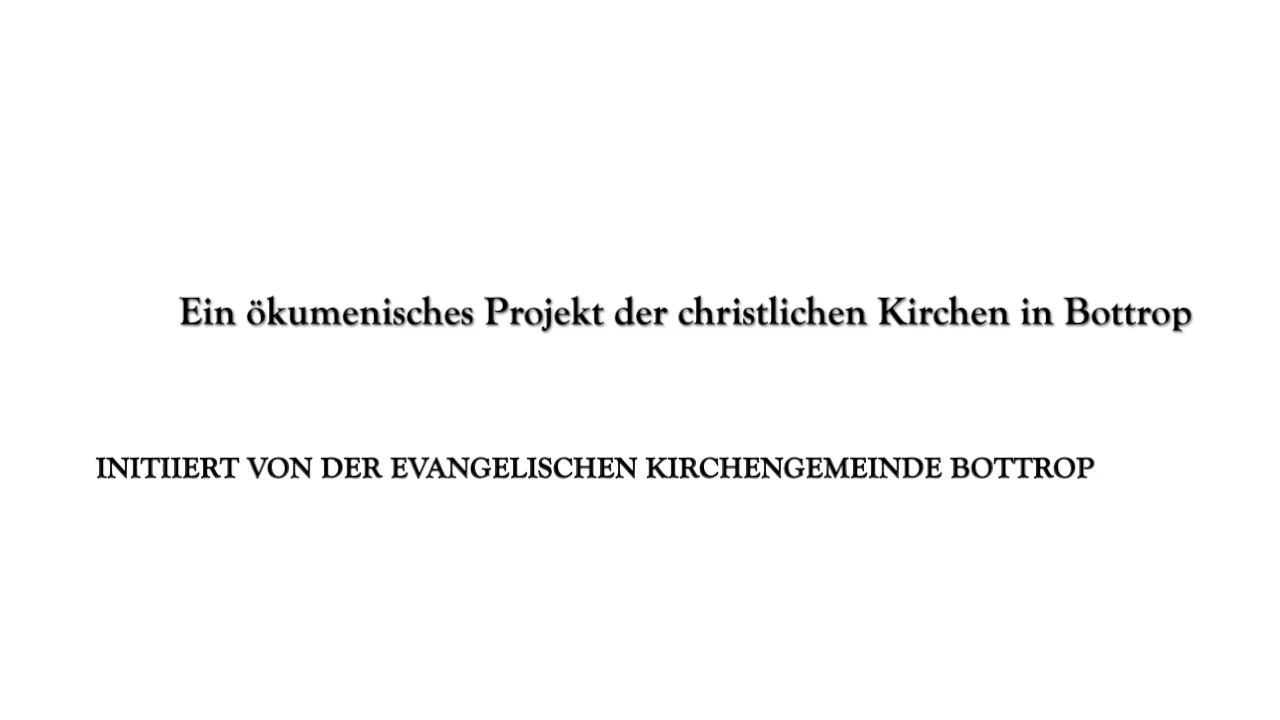 Ein ökumenisches Projekt der christlichen Kirchen in Bottrop
INITIIERT VON DER EVANGELISCHEN KIRCHENGEMEINDE BOTTROP